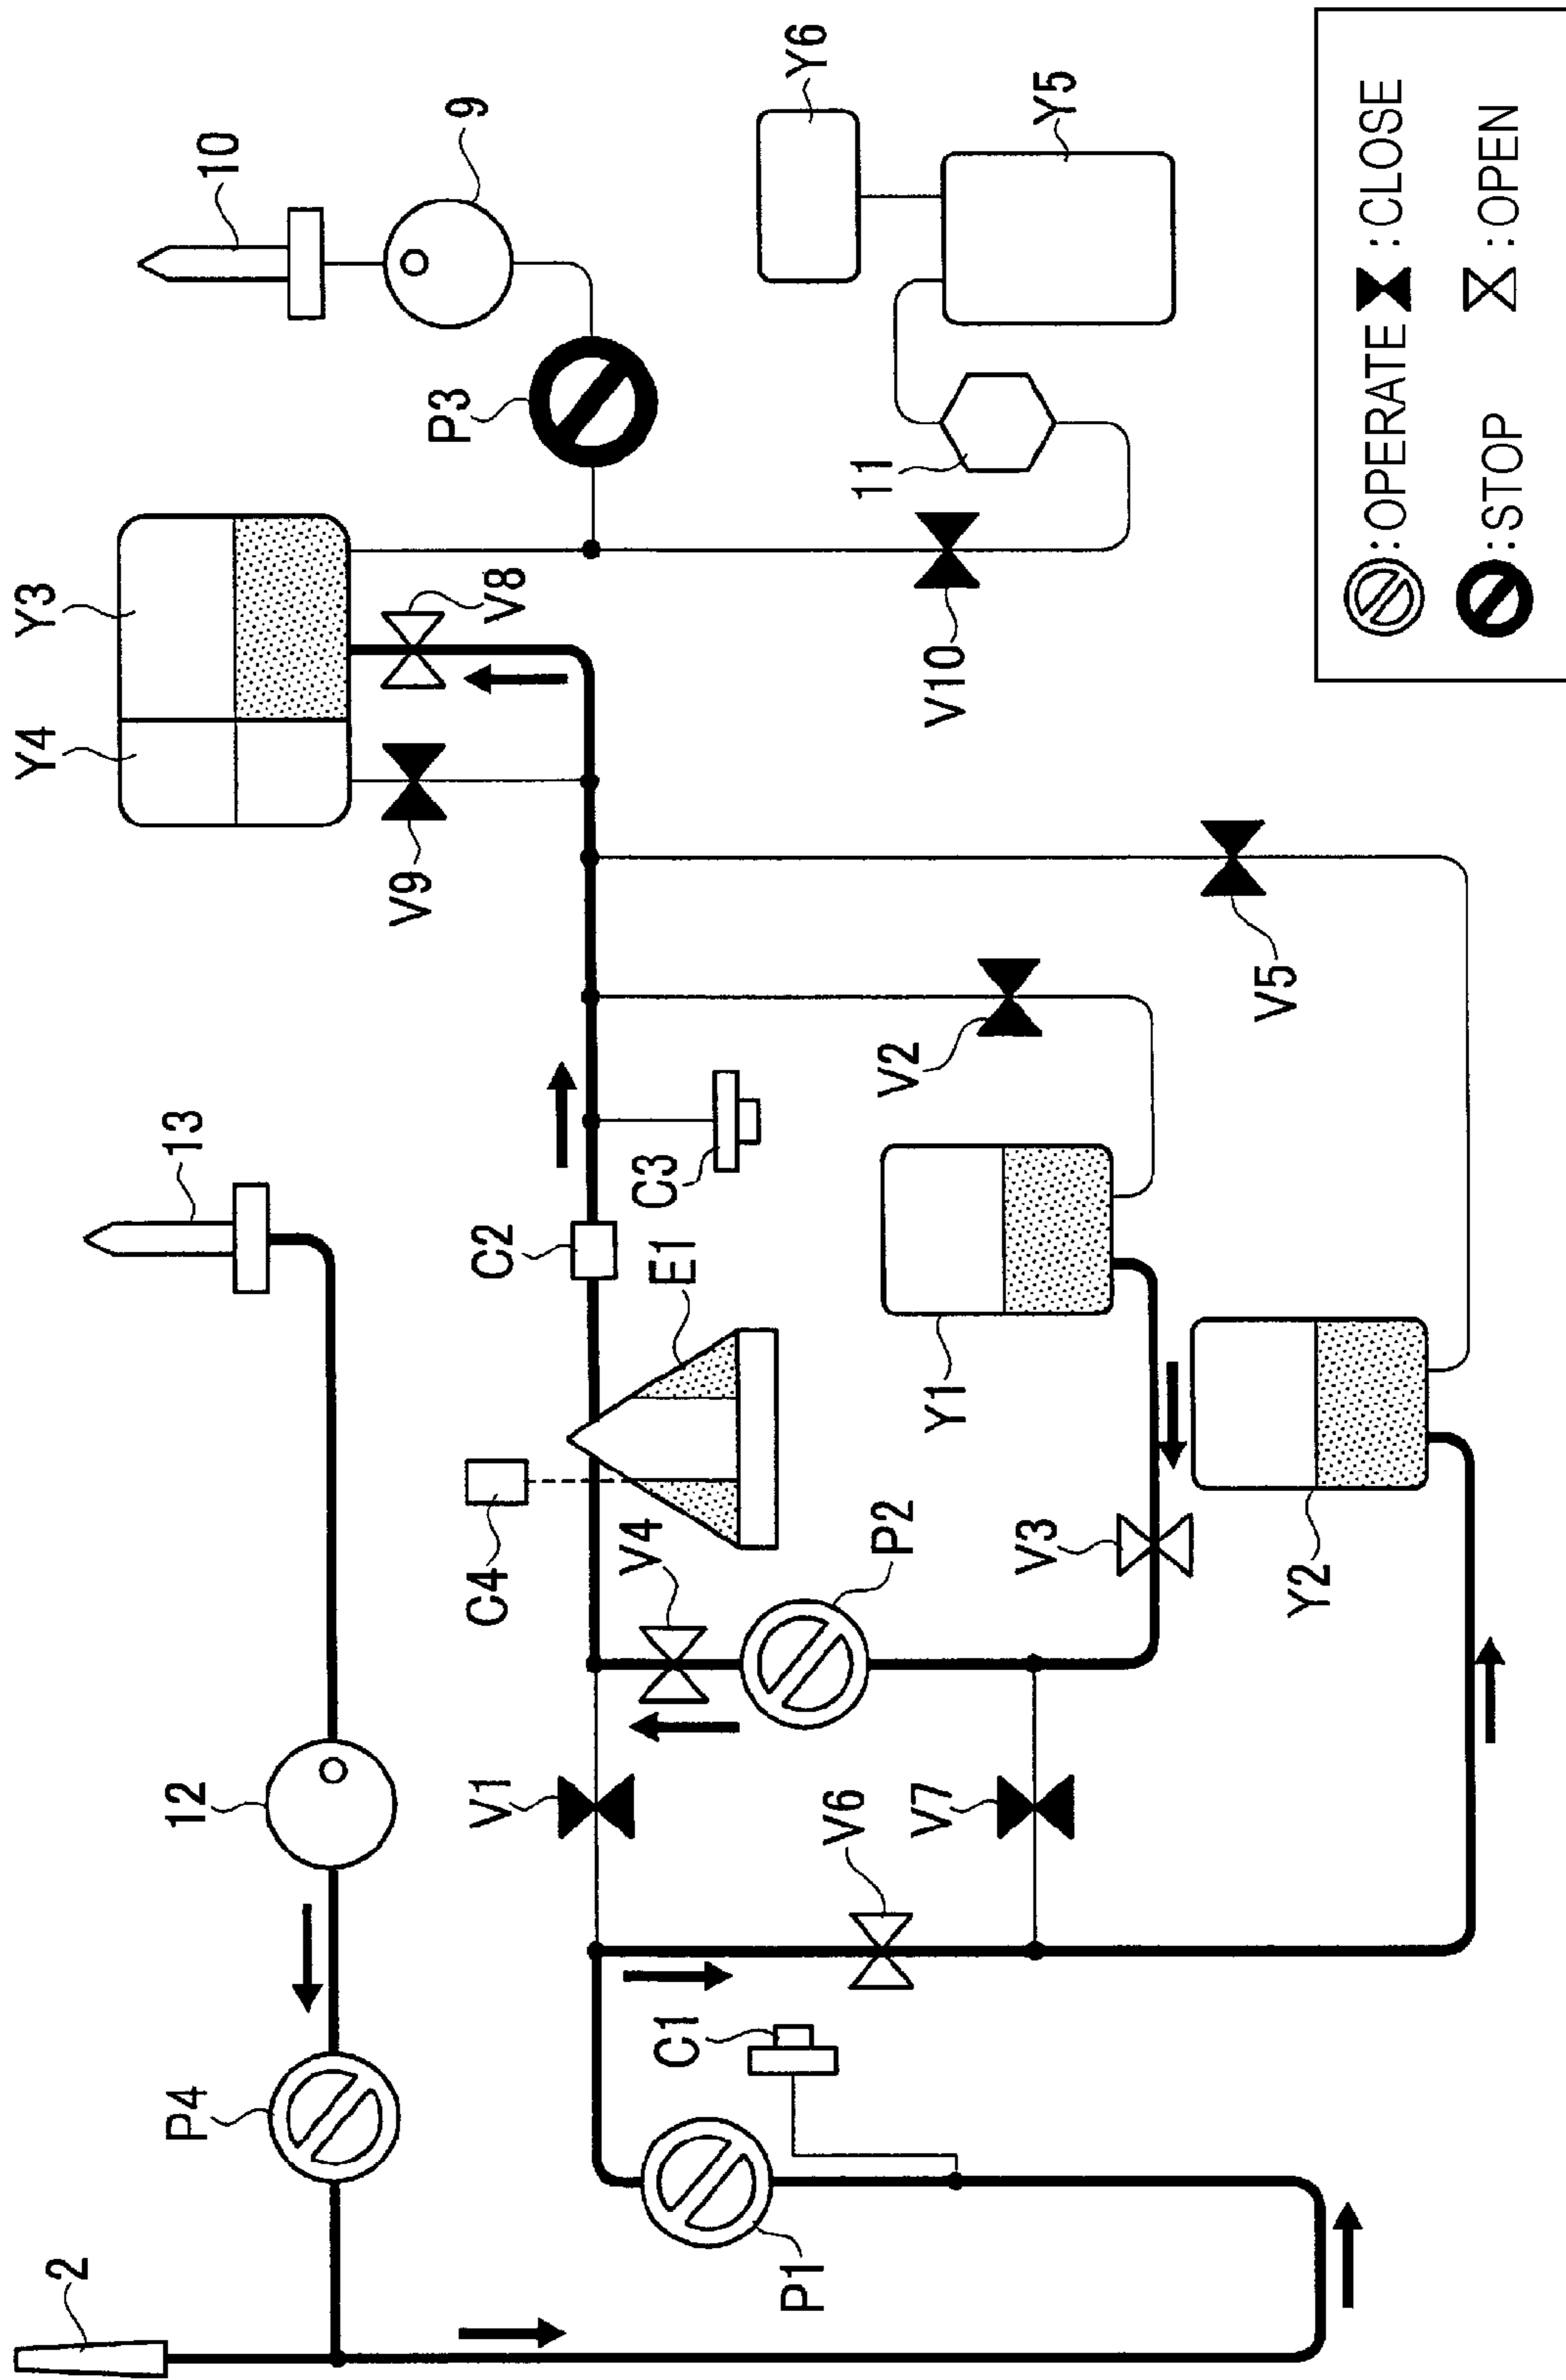 2
P4
12
13
10
9
Y4
Y3
V9
V8
P3
Y6
Y5
11
V10
C4
C2
E1
C3
V1
V4
P2
V2
V5
Y1
V3
Y2
V6
V7
C1
P1
:OPERATE
:CLOSE
:STOP
:OPEN